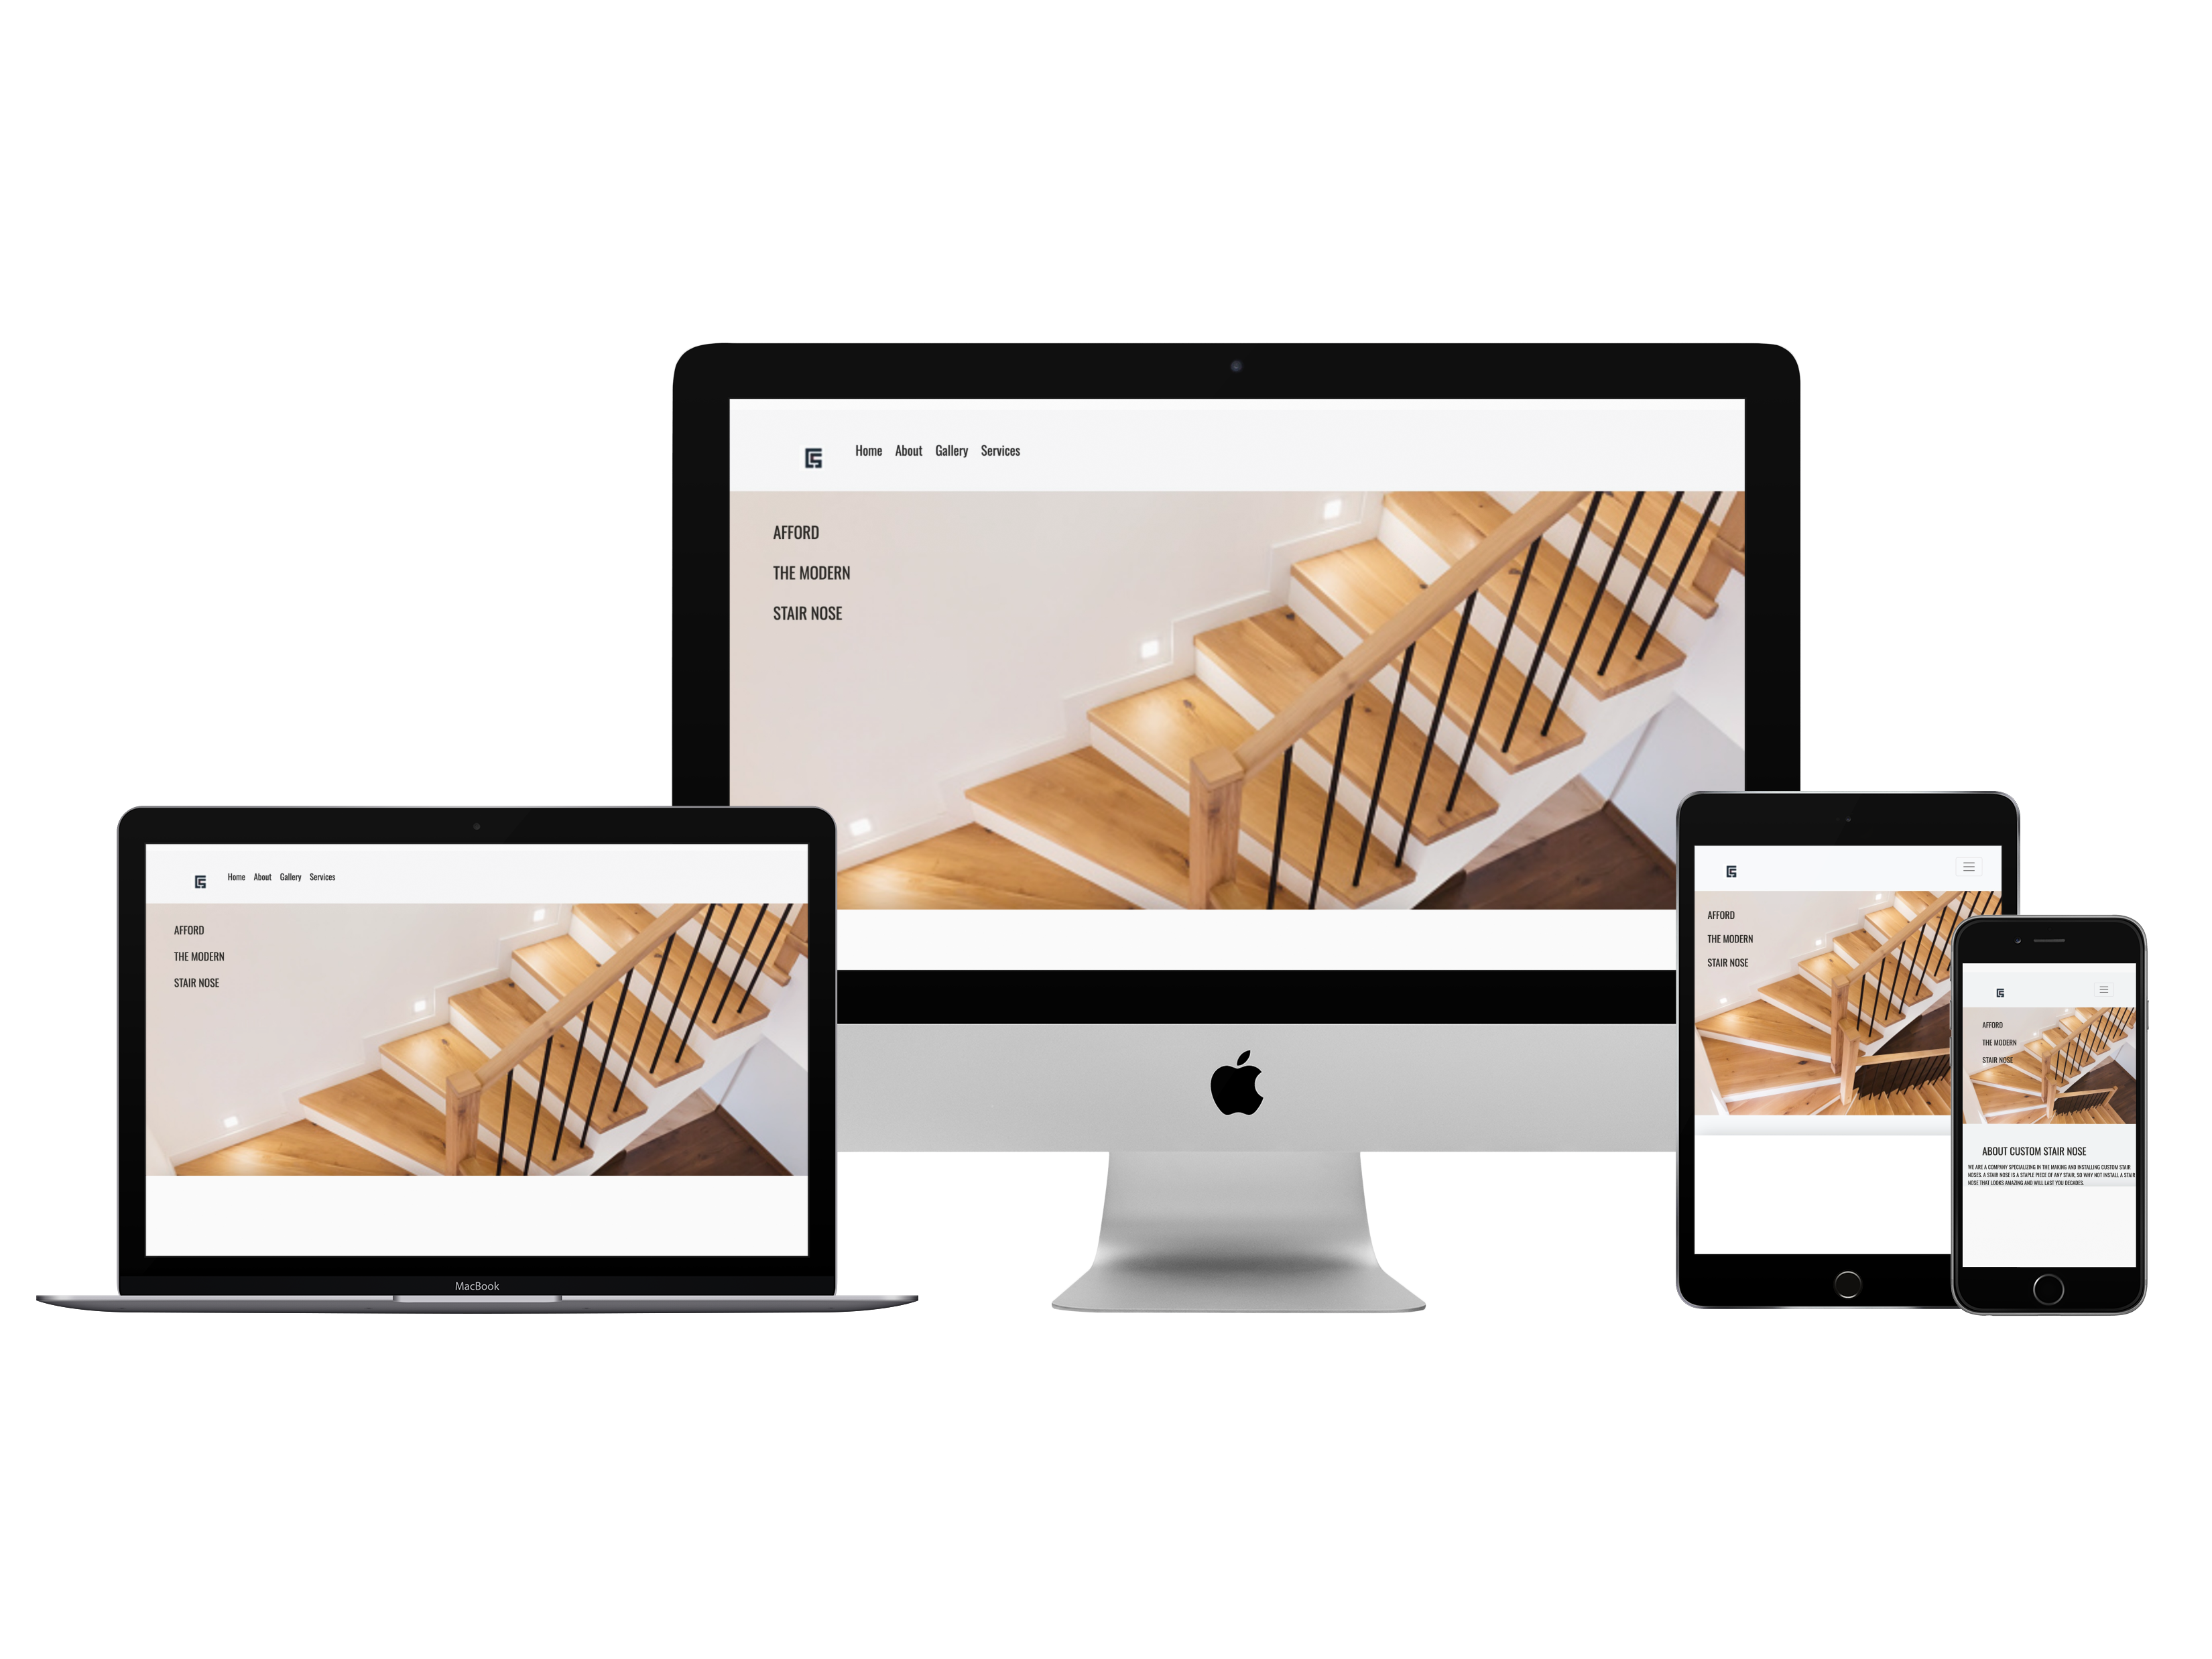 Home About Gallery Services
AFFORD
THE MODERN
STAIR NOSE
Home About Gallery Services
AFFORD
THE MODERN
STAIR NOSE
MacBook
AFFORD
THE MODERN
STAIR NOSE
AFFORD
THE MODERN
STAIR NOSE
ABOUT CUSTOM STAIR NOSE
WE ARE A COMPANY SPECIALIZING IN THE MAKING AND INSTALLING CUSTOM STAIR
NOSES. A STAIR NOSE IS A STAPLE PIECE OF ANY STAIR, SO WHY NOT INSTALL A STAIR
NOSE THAT LOOKS AMAZING AND WILL LAST YOU DECADES.